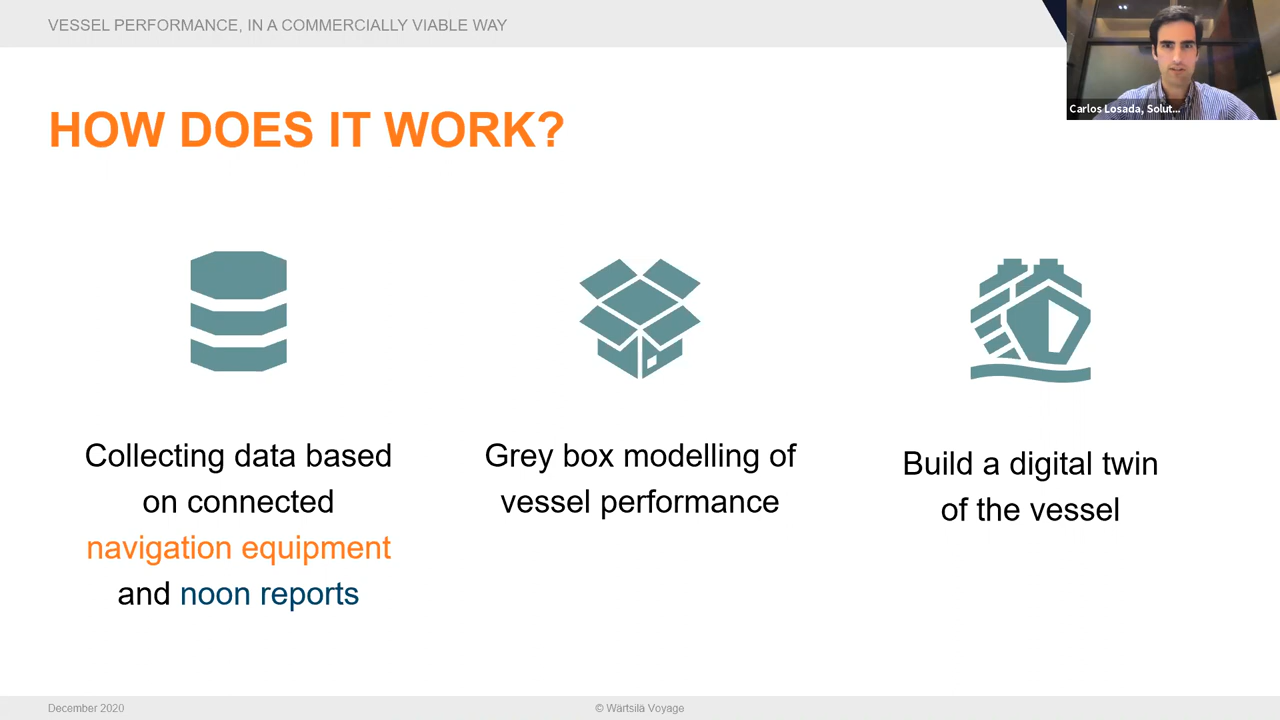 VESSEL PERFORMANCE, IN A COMMERCIALLY VIABLE WAY
Carlos Losada, Solut...
HOW DOES IT WORK?
Collecting data based
on connected
navigation equipment
and noon reports
Grey box modelling of
vessel performance
Build a digital twin
of the vessel
December 2020
© Wärtsilä Voyage